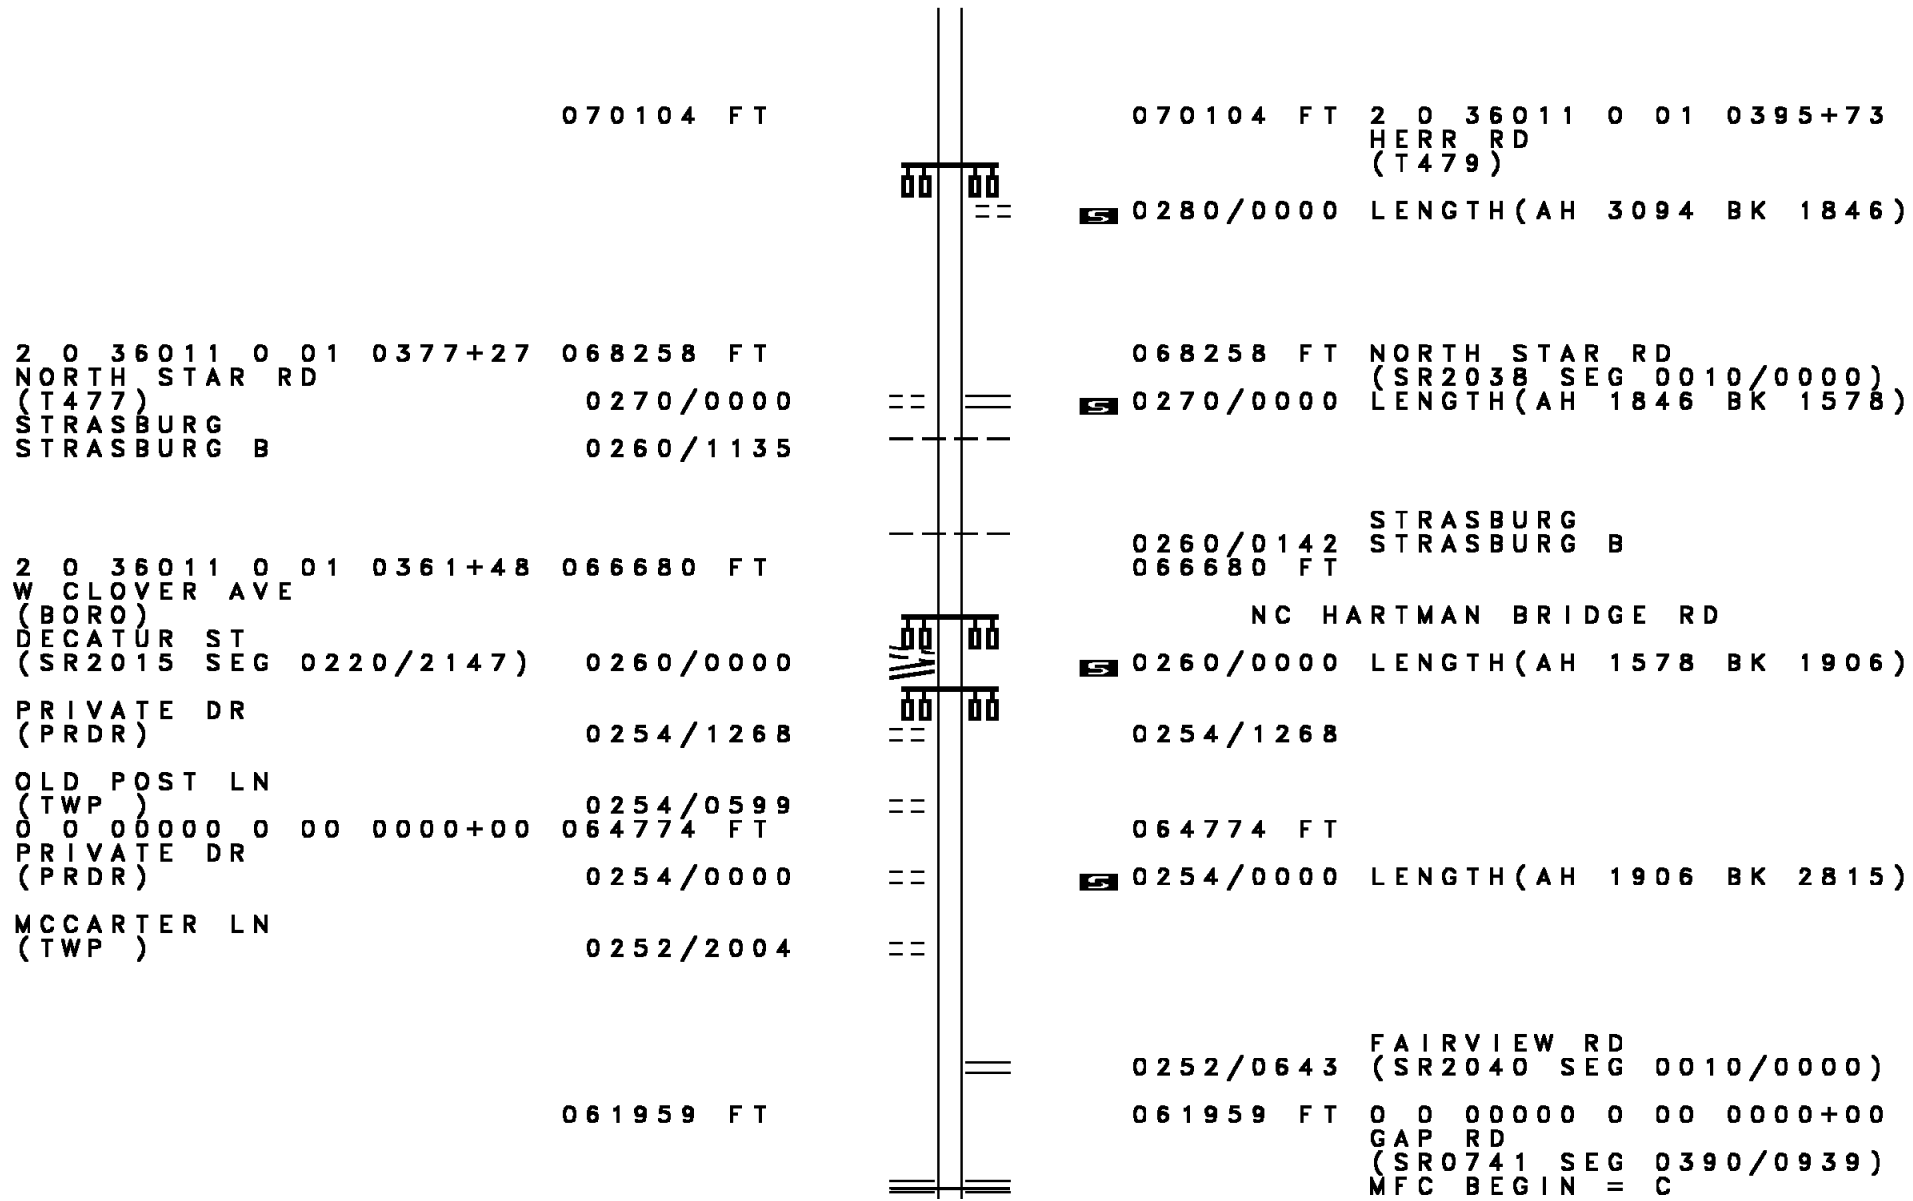 070104 FT 070104 FT 2 0 36011 0 01 0395+73
HERR RD
(T479)
S 0280/0000 LENGTH(AH 3094 BK 1846)
2 0 36011 0 01 0377+27 068258 FT 068258 FT NORTH STAR RD
NORTH STAR RD (SR2038 SEG 0010/0000)
(T477) 0270/0000 S 0270/0000 LENGTH(AH 1846 BK 1578)
STRASBURG
STRASBURG B 0260/1135
STRASBURG
0260/0142 STRASBURG B
2 0 36011 0 01 0361+48 066680 FT 066680 FT
W CLOVER AVE
(BORO) NC HARTMAN BRIDGE RD
DECATUR ST
(SR2015 SEG 0220/2147) 0260/0000 S 0260/0000 LENGTH(AH 1578 BK 1906)
PRIVATE DR
(PRDR) 0254/1268 0254/1268
OLD POST LN
(TWP ) 0254/0599
0 0 00000 0 00 0000+00 064774 FT 064774 FT
PRIVATE DR
(PRDR) 0254/0000 S 0254/0000 LENGTH(AH 1906 BK 2815)
MCCARTER LN
(TWP ) 0252/2004
FAIRVIEW RD
0252/0643 (SR2040 SEG 0010/0000)
061959 FT 061959 FT 0 0 00000 0 00 0000+00
GAP RD
(SR0741 SEG 0390/0939)
MFC BEGIN = C